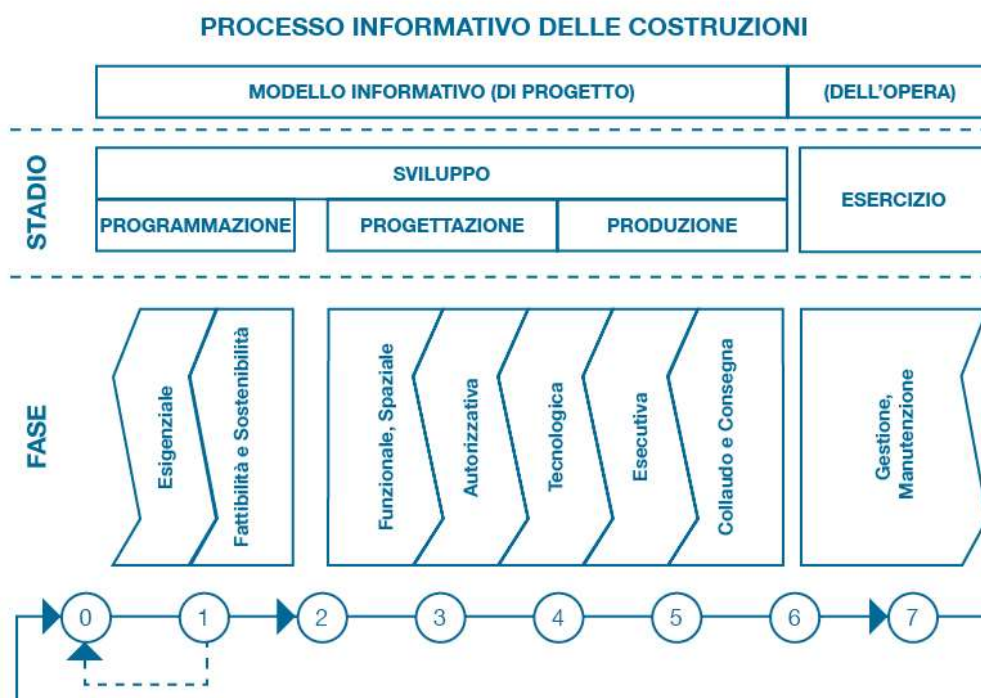 PROCESSO INFORMATIVO DELLE COSTRUZIONI
MODELLO INFORMATIVO (DI PROGETTO)
(DELL'OPERA)
STADIO
SVILUPPO
ESERCIZIO
PROGRAMMAZIONE
PROGETTAZIONE
PRODUZIONE
FASE
Esigenziale
Fattibilità e Sostenibilità
Funzionale, Spaziale
Autorizzativa
Tecnologica
Esecutiva
Collaudo e Consegna
Gestione,
Manutenzione
0
1
2
3
4
5
6
7